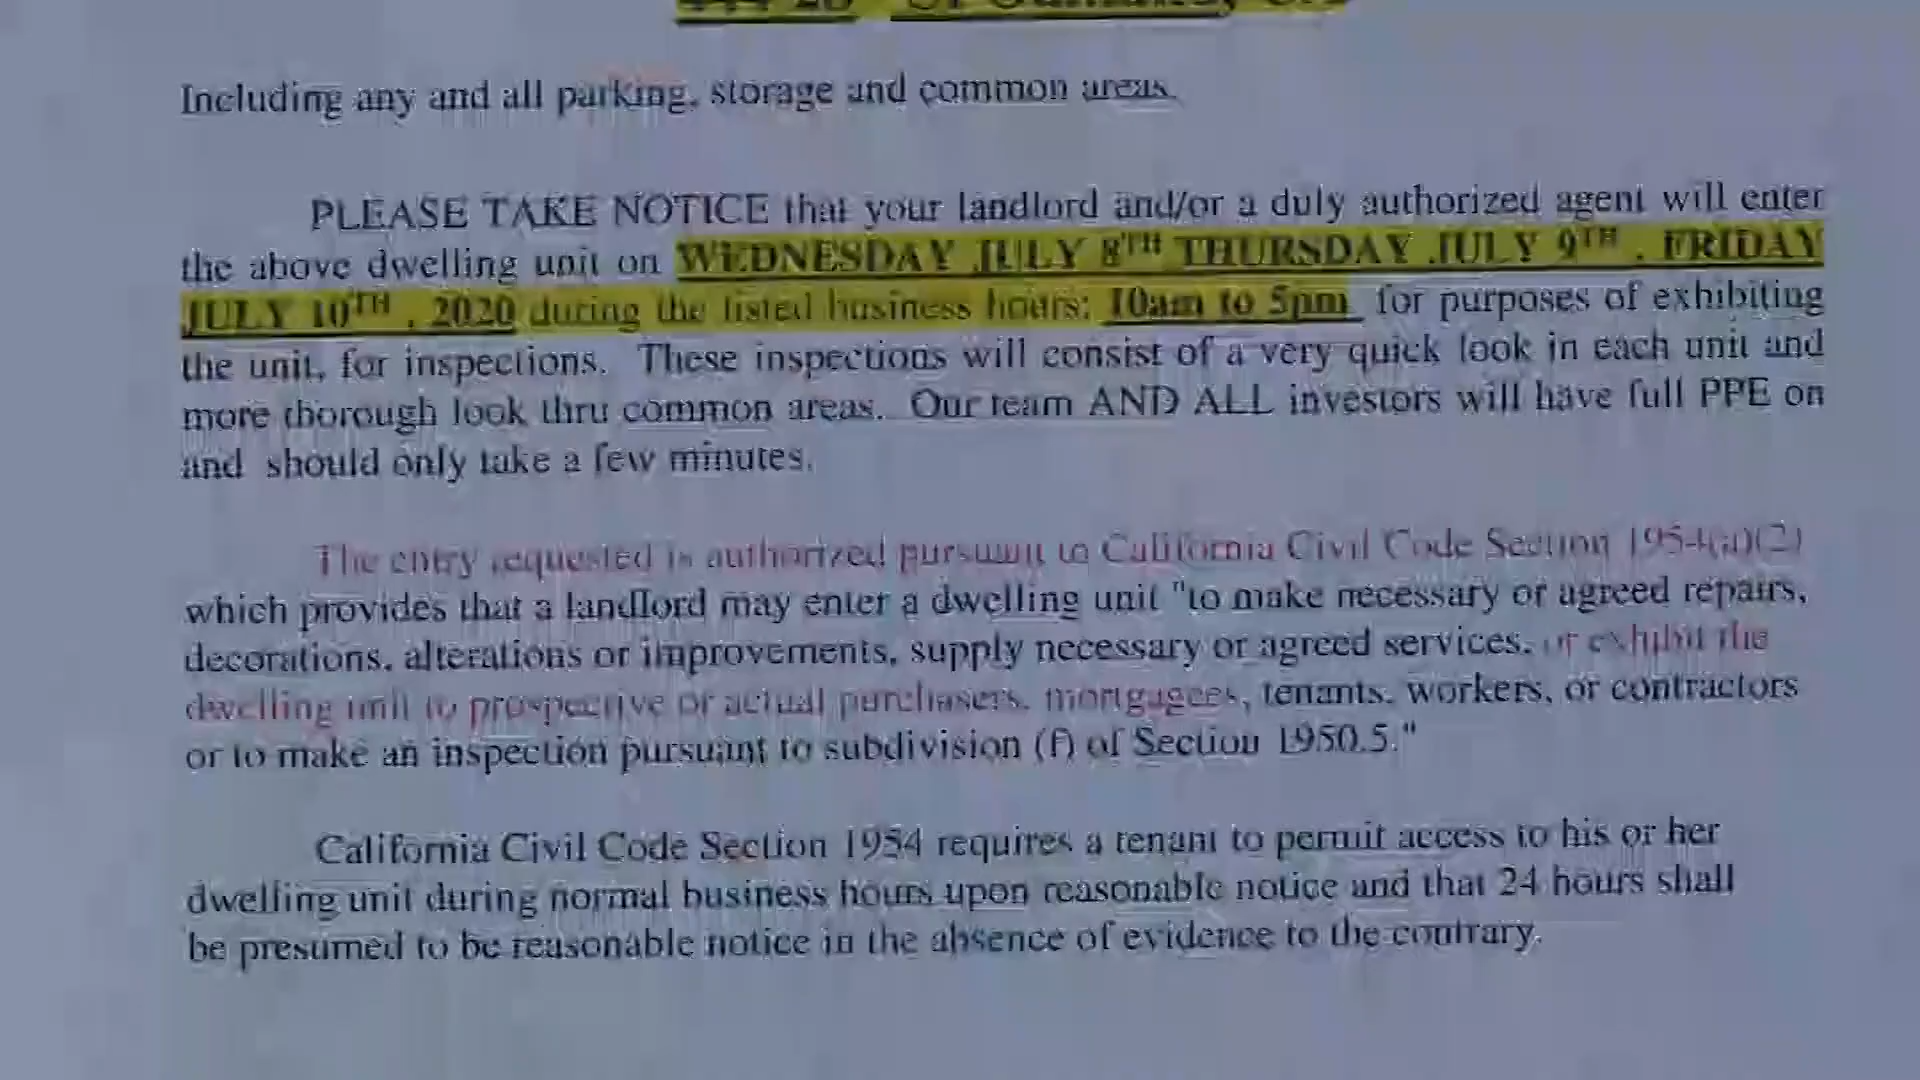 Including any and all parking, storage and common areas.
PLEASE TAKE NOTICE that your landlord and/or a duly authorized agent will enter
the above dwelling unit on WEDNESDAY JULY 8TH THURSDAY JULY 9TH , FRIDAY
JULY 10TH , 2020 during the listed business hours: 10am to 5pm for purposes of exhibiting
the unit, for inspections. These inspections will consist of a very quick look in each unit and
more thorough look thru common areas. Our team AND ALL investors will have full PPE on
and should only take a few minutes.
The entry requested is authorized pursuant to California Civil Code Section 1954(a)(2)
which provides that a landlord may enter a dwelling unit "to make necessary or agreed repairs,
decorations, alterations or improvements, supply necessary or agreed services, or exhibit the
dwelling unit to prospective or actual purchasers, mortgagees, tenants, workers, or contractors
or to make an inspection pursuant to subdivision (f) of Section 1950.5."
California Civil Code Section 1954 requires a tenant to permit access to his or her
dwelling unit during normal business hours upon reasonable notice and that 24 hours shall
be presumed to be reasonable notice in the absence of evidence to the contrary.